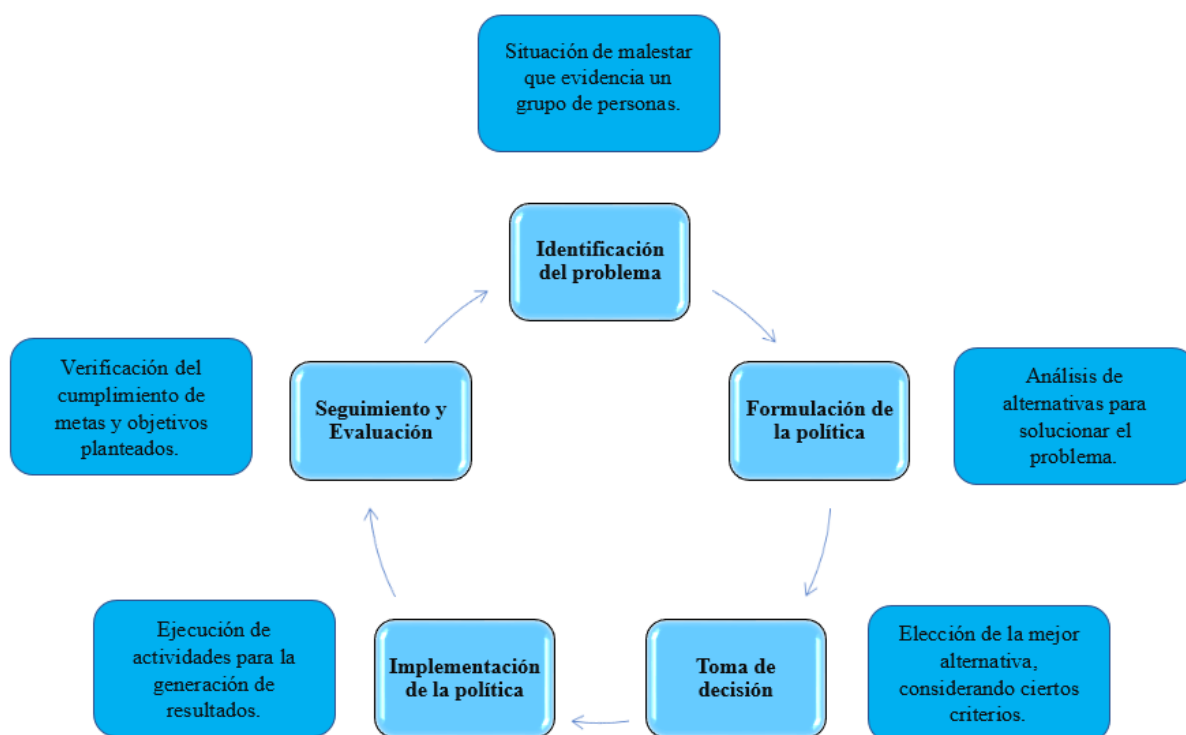 Situación de malestar
que evidencia un
grupo de personas.
Identificación
del problema
Verificación del
cumplimiento de
metas y objetivos
planteados.
Seguimiento y
Evaluación
Formulación de
la política
Análisis de
alternativas para
solucionar el
problema.
Ejecución de
actividades para la
generación de
resultados.
Implementación
de la política
Toma de
decisión
Elección de la mejor
alternativa,
considerando ciertos
criterios.